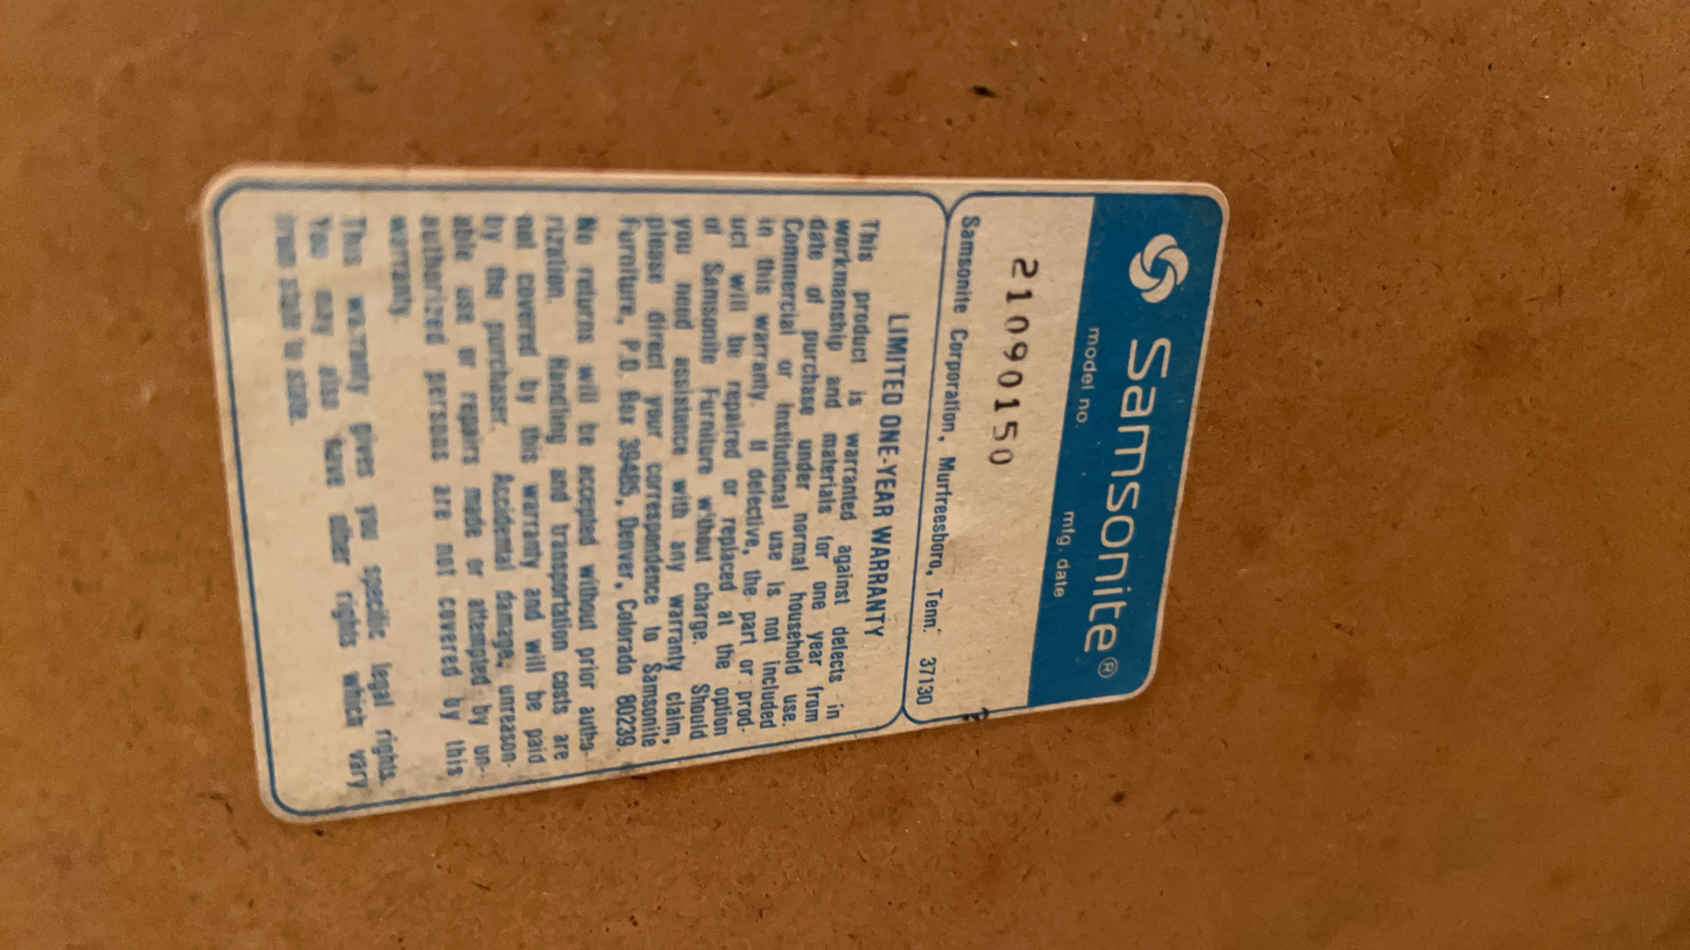 Samsonite®
model no. mfg. date
21090150
Samsonite Corporation, Murfreesboro, Tenn. 37130
LIMITED ONE-YEAR WARRANTY
This product is warranted against defects in
workmanship and materials for one year from
date of purchase under normal household use.
Commercial or Institutional use is not included
in this warranty. If defective, the part or prod-
uct will be repaired or replaced at the option
of Samsonite Furniture without charge. Should
you need assistance with any warranty claim,
please direct your correspondence to Samsonite
Furniture, P.O. Box 39485, Denver, Colorado 80239.
No returns will be accepted without prior autho-
rization. Handling and transportation costs are
not covered by this warranty and will be paid
by the purchaser. Accidental damage, unreason-
able use or repairs made or attempted by un-
authorized persons are not covered by this
warranty.
This warranty gives you specific legal rights.
You may also have other rights which vary
from state to state.